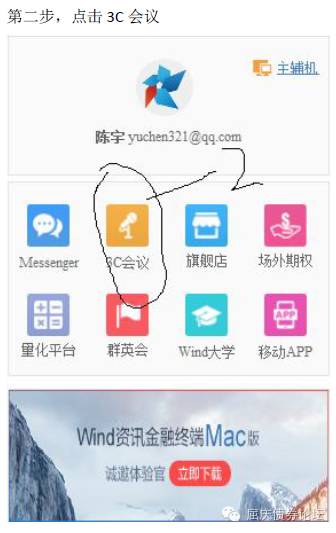 第二步，点击 3C 会议
主辅机
陈宇 yuchen321@qq.com
2
Messenger
3C会议
旗舰店
场外期权
量化平台
群英会
Wind大学
移动APP
Wind资讯金融终端Mac版
诚邀体验官 立即下载
屈庆债券论坛